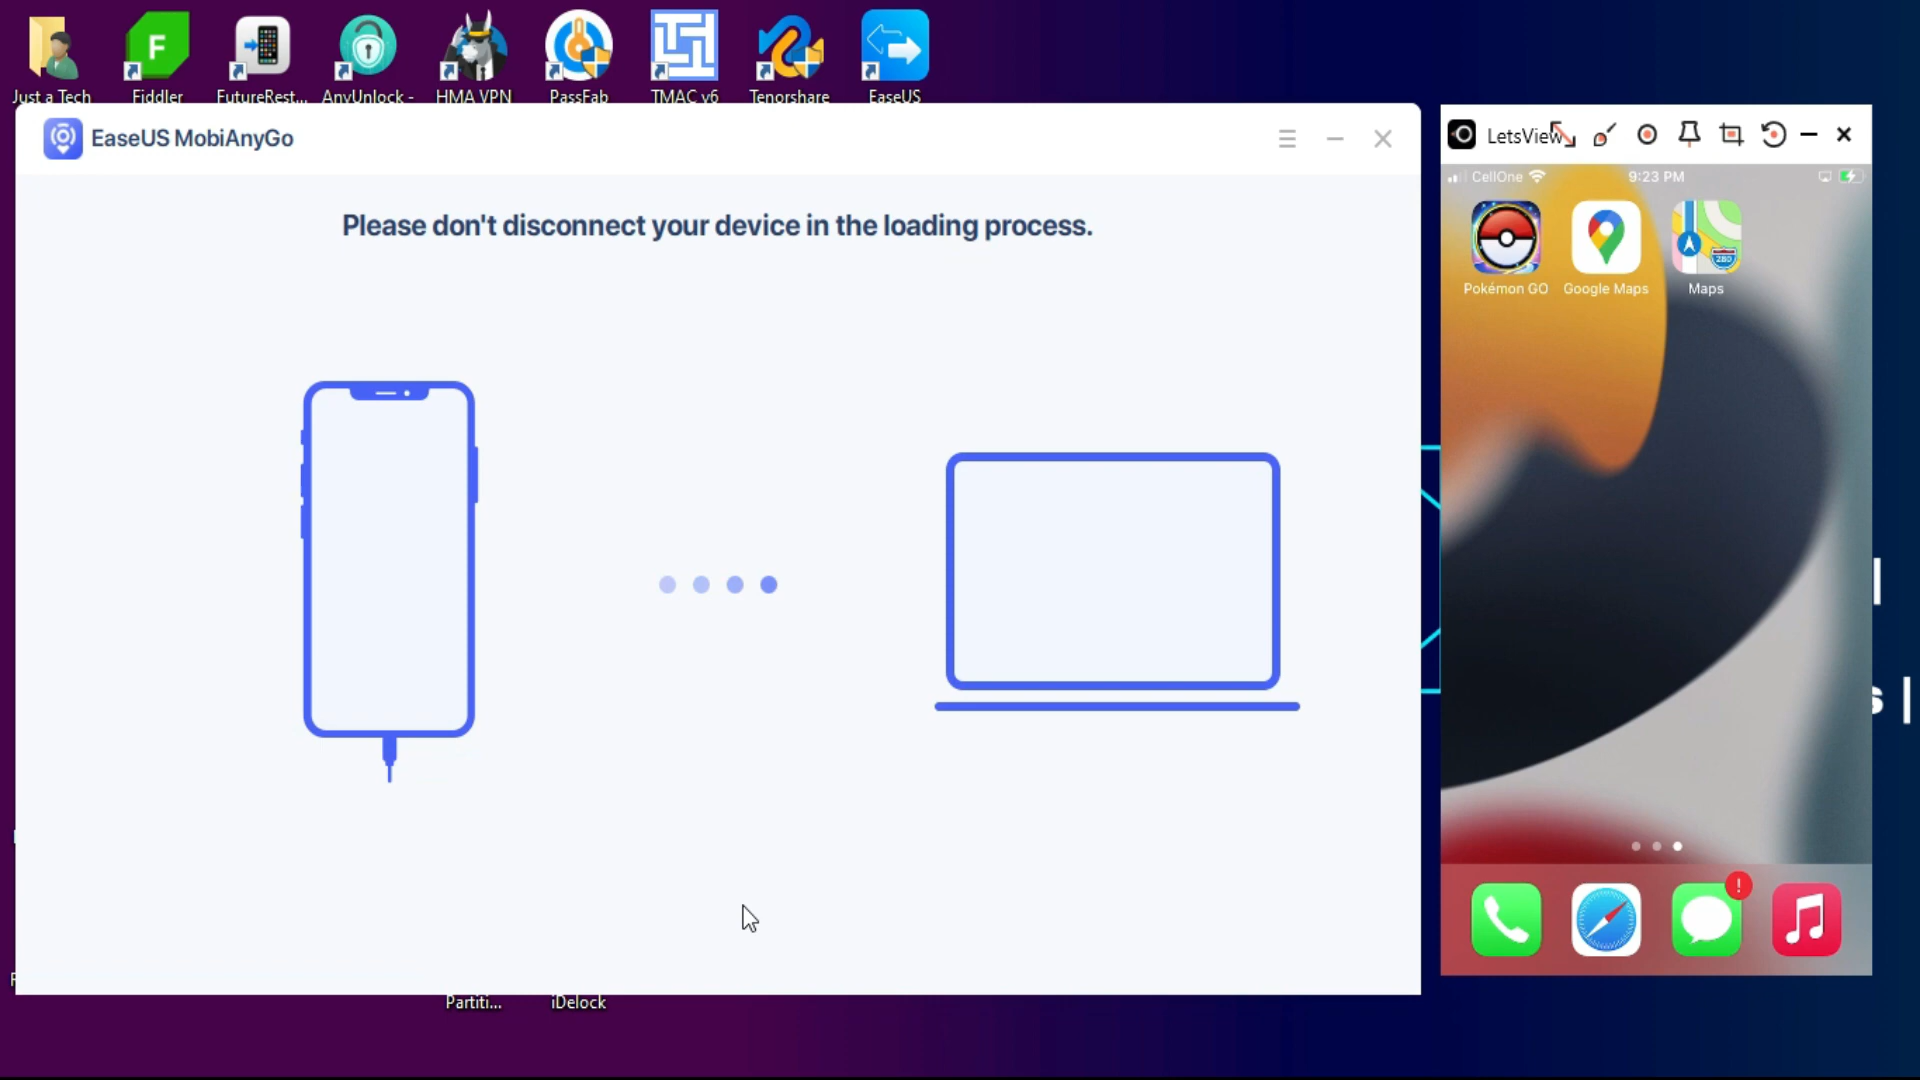 Just a Tech
Fiddler
FutureRest...
AnyUnlock -
HMA VPN
PassFab
TMAC v6
Tenorshare
EaseUS
EaseUS MobiAnyGo
Please don't disconnect your device in the loading process.
LetsView
CellOne
9:23 PM
Pokémon GO
Google Maps
Maps
280
!
F
s |
Partiti...
iDelock